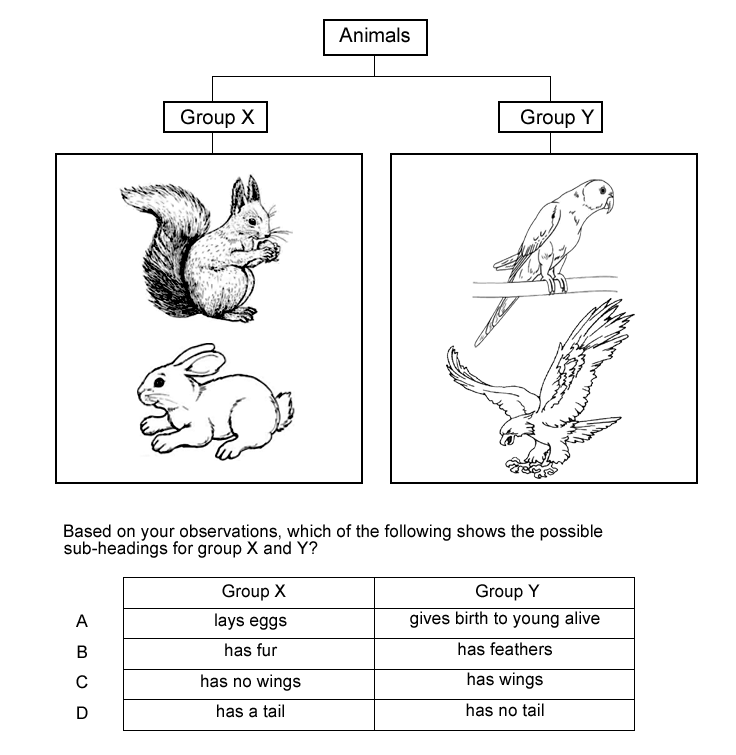 Animals
Group X
Group Y
Based on your observations, which of the following shows the possible
sub-headings for group X and Y?
Group X Group Y
A lays eggs gives birth to young alive
B has fur has feathers
C has no wings has wings
D has a tail has no tail